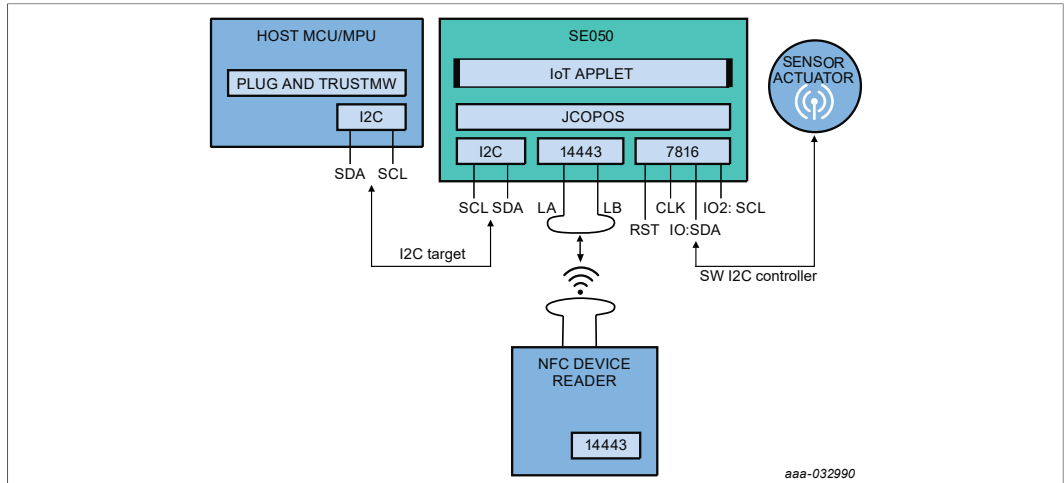 HOST MCU/MPU
PLUG AND TRUSTMW
I2C
SDA SCL
SE050
IoT APPLET
JCOPOS
I2C
14443
7816
SCL SDA
LA
LB
RST
CLK
IO:SDA
IO2: SCL
SENSOR
ACTUATOR
I2C target
SW I2C controller
NFC DEVICE
READER
14443
aaa-032990